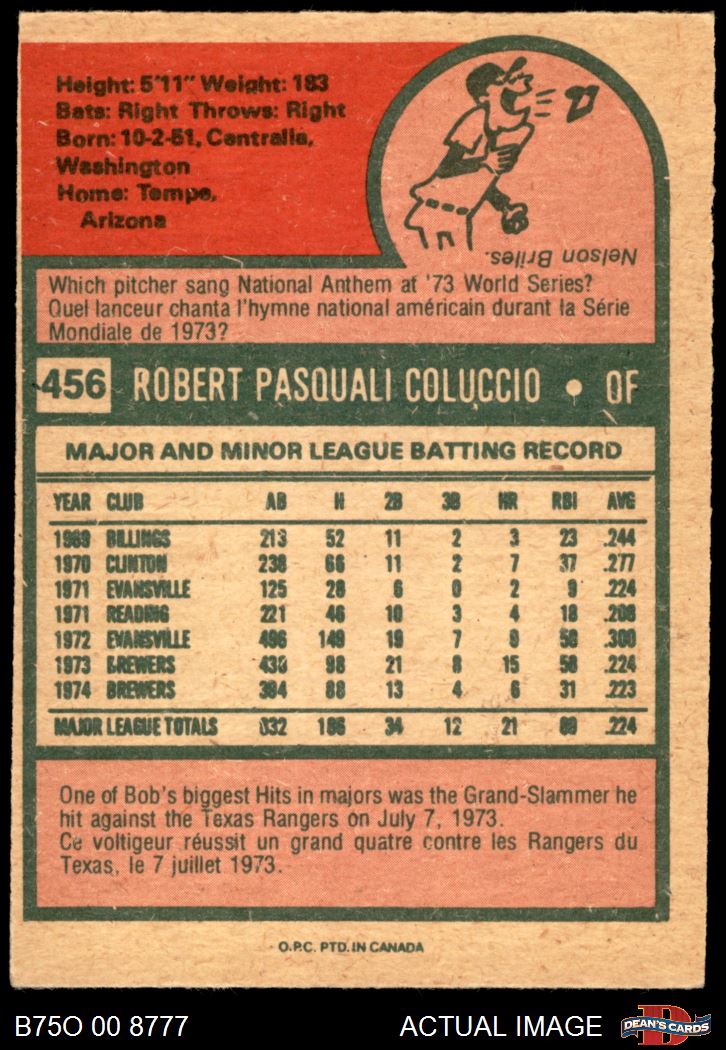 Height: 5'11" Weight: 183
Bats: Right Throws: Right
Born: 10-2-51, Centralia,
Washington
Home: Tempe,
Arizona
Nelson Briles.
Which pitcher sang National Anthem at '73 World Series?
Quel lanceur chanta l'hymne national américain durant la Série
Mondiale de 1973?
456 ROBERT PASQUALI COLUCCIO • OF
MAJOR AND MINOR LEAGUE BATTING RECORD
YEAR CLUB AB H 2B 3B HR RBI AVG
1969 BILLINGS 213 52 11 2 3 23 .244
1970 CLINTON 238 66 11 2 7 37 .277
1971 EVANSVILLE 125 28 6 0 2 9 .224
1971 READING 221 46 10 3 4 18 .208
1972 EVANSVILLE 496 149 19 7 9 50 .300
1973 BREWERS 438 98 21 8 15 58 .224
1974 BREWERS 394 88 13 4 6 31 .223
MAJOR LEAGUE TOTALS 832 186 34 12 21 89 .224
One of Bob's biggest Hits in majors was the Grand-Slammer he
hit against the Texas Rangers on July 7, 1973.
Ce voltigeur réussit un grand quatre contre les Rangers du
Texas, le 7 juillet 1973.
O.P.C. PTD. IN CANADA
B75O 00 8777 ACTUAL IMAGE DEAN'S CARDS